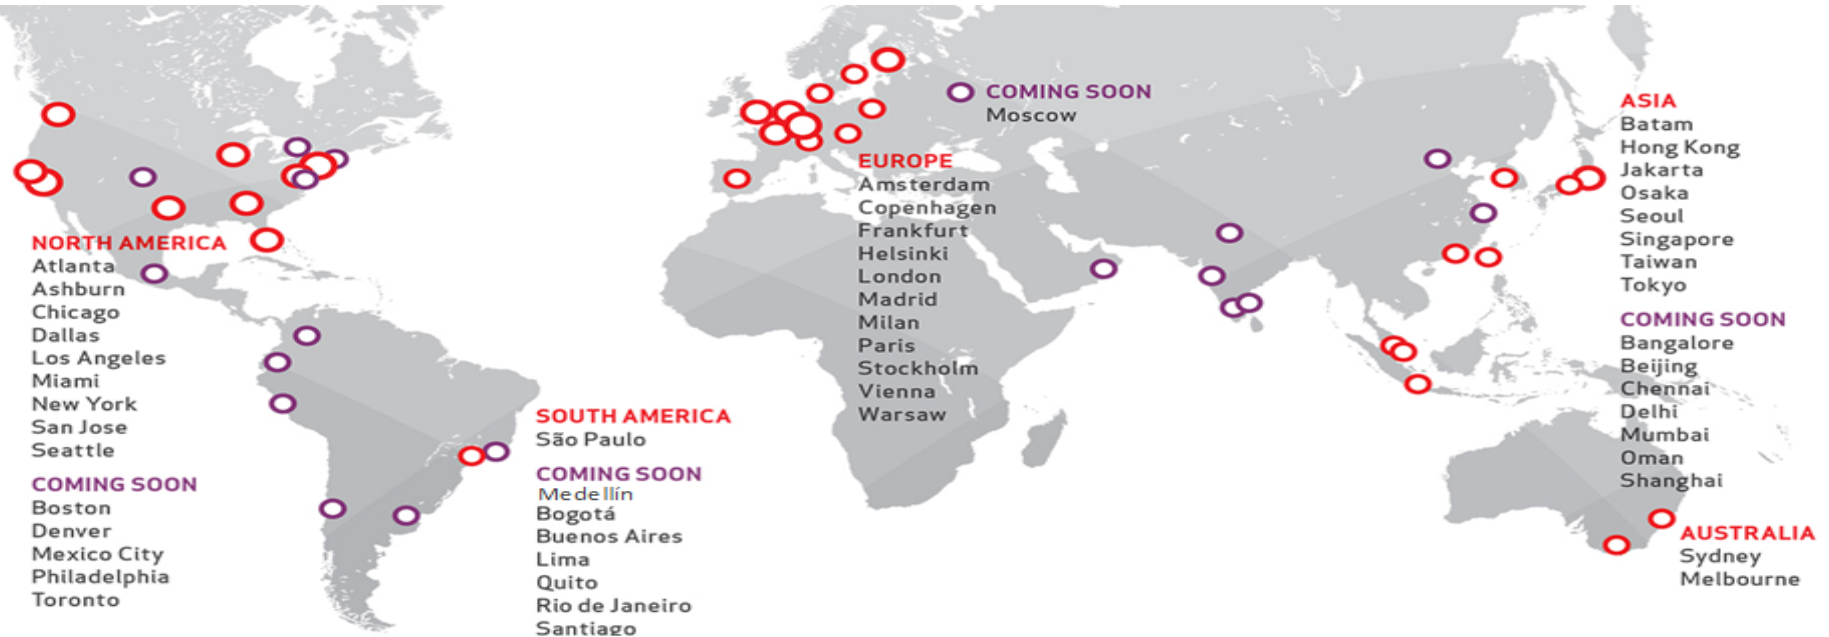 NORTH AMERICA
Atlanta
Ashburn
Chicago
Dallas
Los Angeles
Miami
New York
San Jose
Seattle
COMING SOON
Boston
Denver
Mexico City
Philadelphia
Toronto
SOUTH AMERICA
São Paulo
COMING SOON
Medellín
Bogotá
Buenos Aires
Lima
Quito
Rio de Janeiro
Santiago
COMING SOON
Moscow
EUROPE
Amsterdam
Copenhagen
Frankfurt
Helsinki
London
Madrid
Milan
Paris
Stockholm
Vienna
Warsaw
ASIA
Batam
Hong Kong
Jakarta
Osaka
Seoul
Singapore
Taiwan
Tokyo
COMING SOON
Bangalore
Beijing
Chennai
Delhi
Mumbai
Oman
Shanghai
AUSTRALIA
Sydney
Melbourne